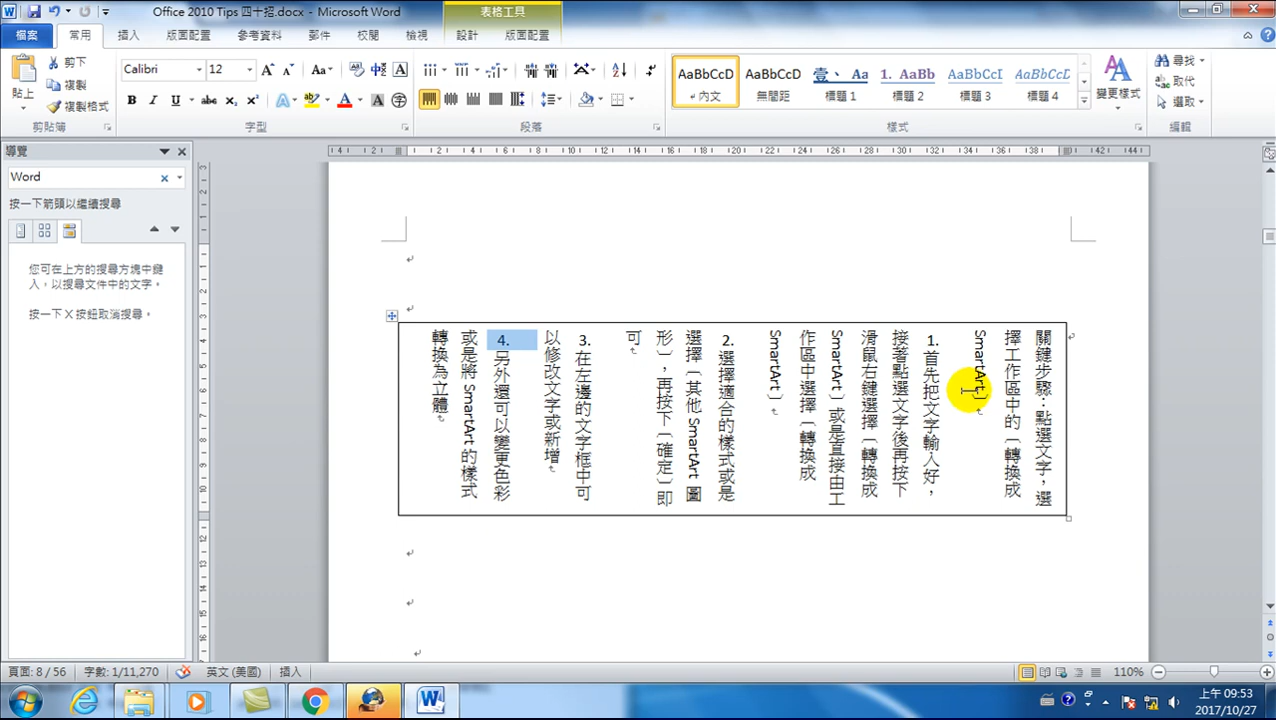 Office 2010 Tips 四十招.docx - Microsoft Word
表格工具
檔案 常用 插入 版面配置 參考資料 郵件 校閱 檢視 設計 版面配置
貼上
剪下
複製
複製格式
剪貼簿
Calibri 12
字型
段落
AaBbCcD 內文
AaBbCcD 無間距
壹、Aa 標題 1
1. AaBb 標題 2
AaBbCcI 標題 3
AaBbCcD 標題 4
變更樣式
樣式
尋找
取代
選取
編輯
導覽
Word
按一下箭頭以繼續搜尋
您可在上方的搜尋方塊中鍵
入，以搜尋文件中的文字。
按一下 X 按鈕取消搜尋。
關鍵步驟：點選文字，選
擇工作區中的〔轉換成
SmartArt〕
1. 首先把文字輸入好，
接著點選文字後再按下
滑鼠右鍵選擇〔轉換成
SmartArt〕或是直接由工
作區中選擇〔轉換成
SmartArt〕
2. 選擇適合的樣式或是
選擇〔其他 SmartArt 圖
形〕，再按下〔確定〕即
可
3. 在左邊的文字框中可
以修改文字或新增
4. 另外還可以變更色彩
或是將 SmartArt 的樣式
轉換為立體
頁面: 8 / 56 字數: 1/11,270 英文 (美國) 插入 110%
上午 09:53
2017/10/27